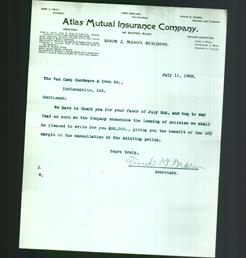 Atlas Mutual Insurance Company,
OF BOSTON, MASS.
ROOM 2, MASON BUILDING.
July 11, 1902.
The Van Camp Hardware & Iron Co.,
Indianapolis, Ind.
Gentlemen:
We have to thank you for your favor of July 2nd, and beg to say
that as soon as the Company commences the issuing of policies we shall
be pleased to write for you $25,000., giving you the benefit of the 10%
margin on the cancellation of the existing policy.
Yours truly,
Secretary.